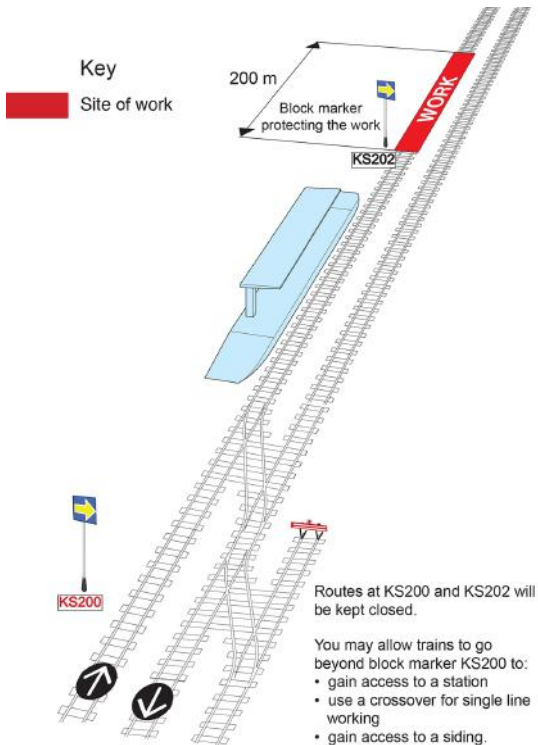 Key
Site of work
200 m
Block marker
protecting the work
WORK
KS202
KS200
Routes at KS200 and KS202 will
be kept closed.
You may allow trains to go
beyond block marker KS200 to:
• gain access to a station
• use a crossover for single line
working
• gain access to a siding.